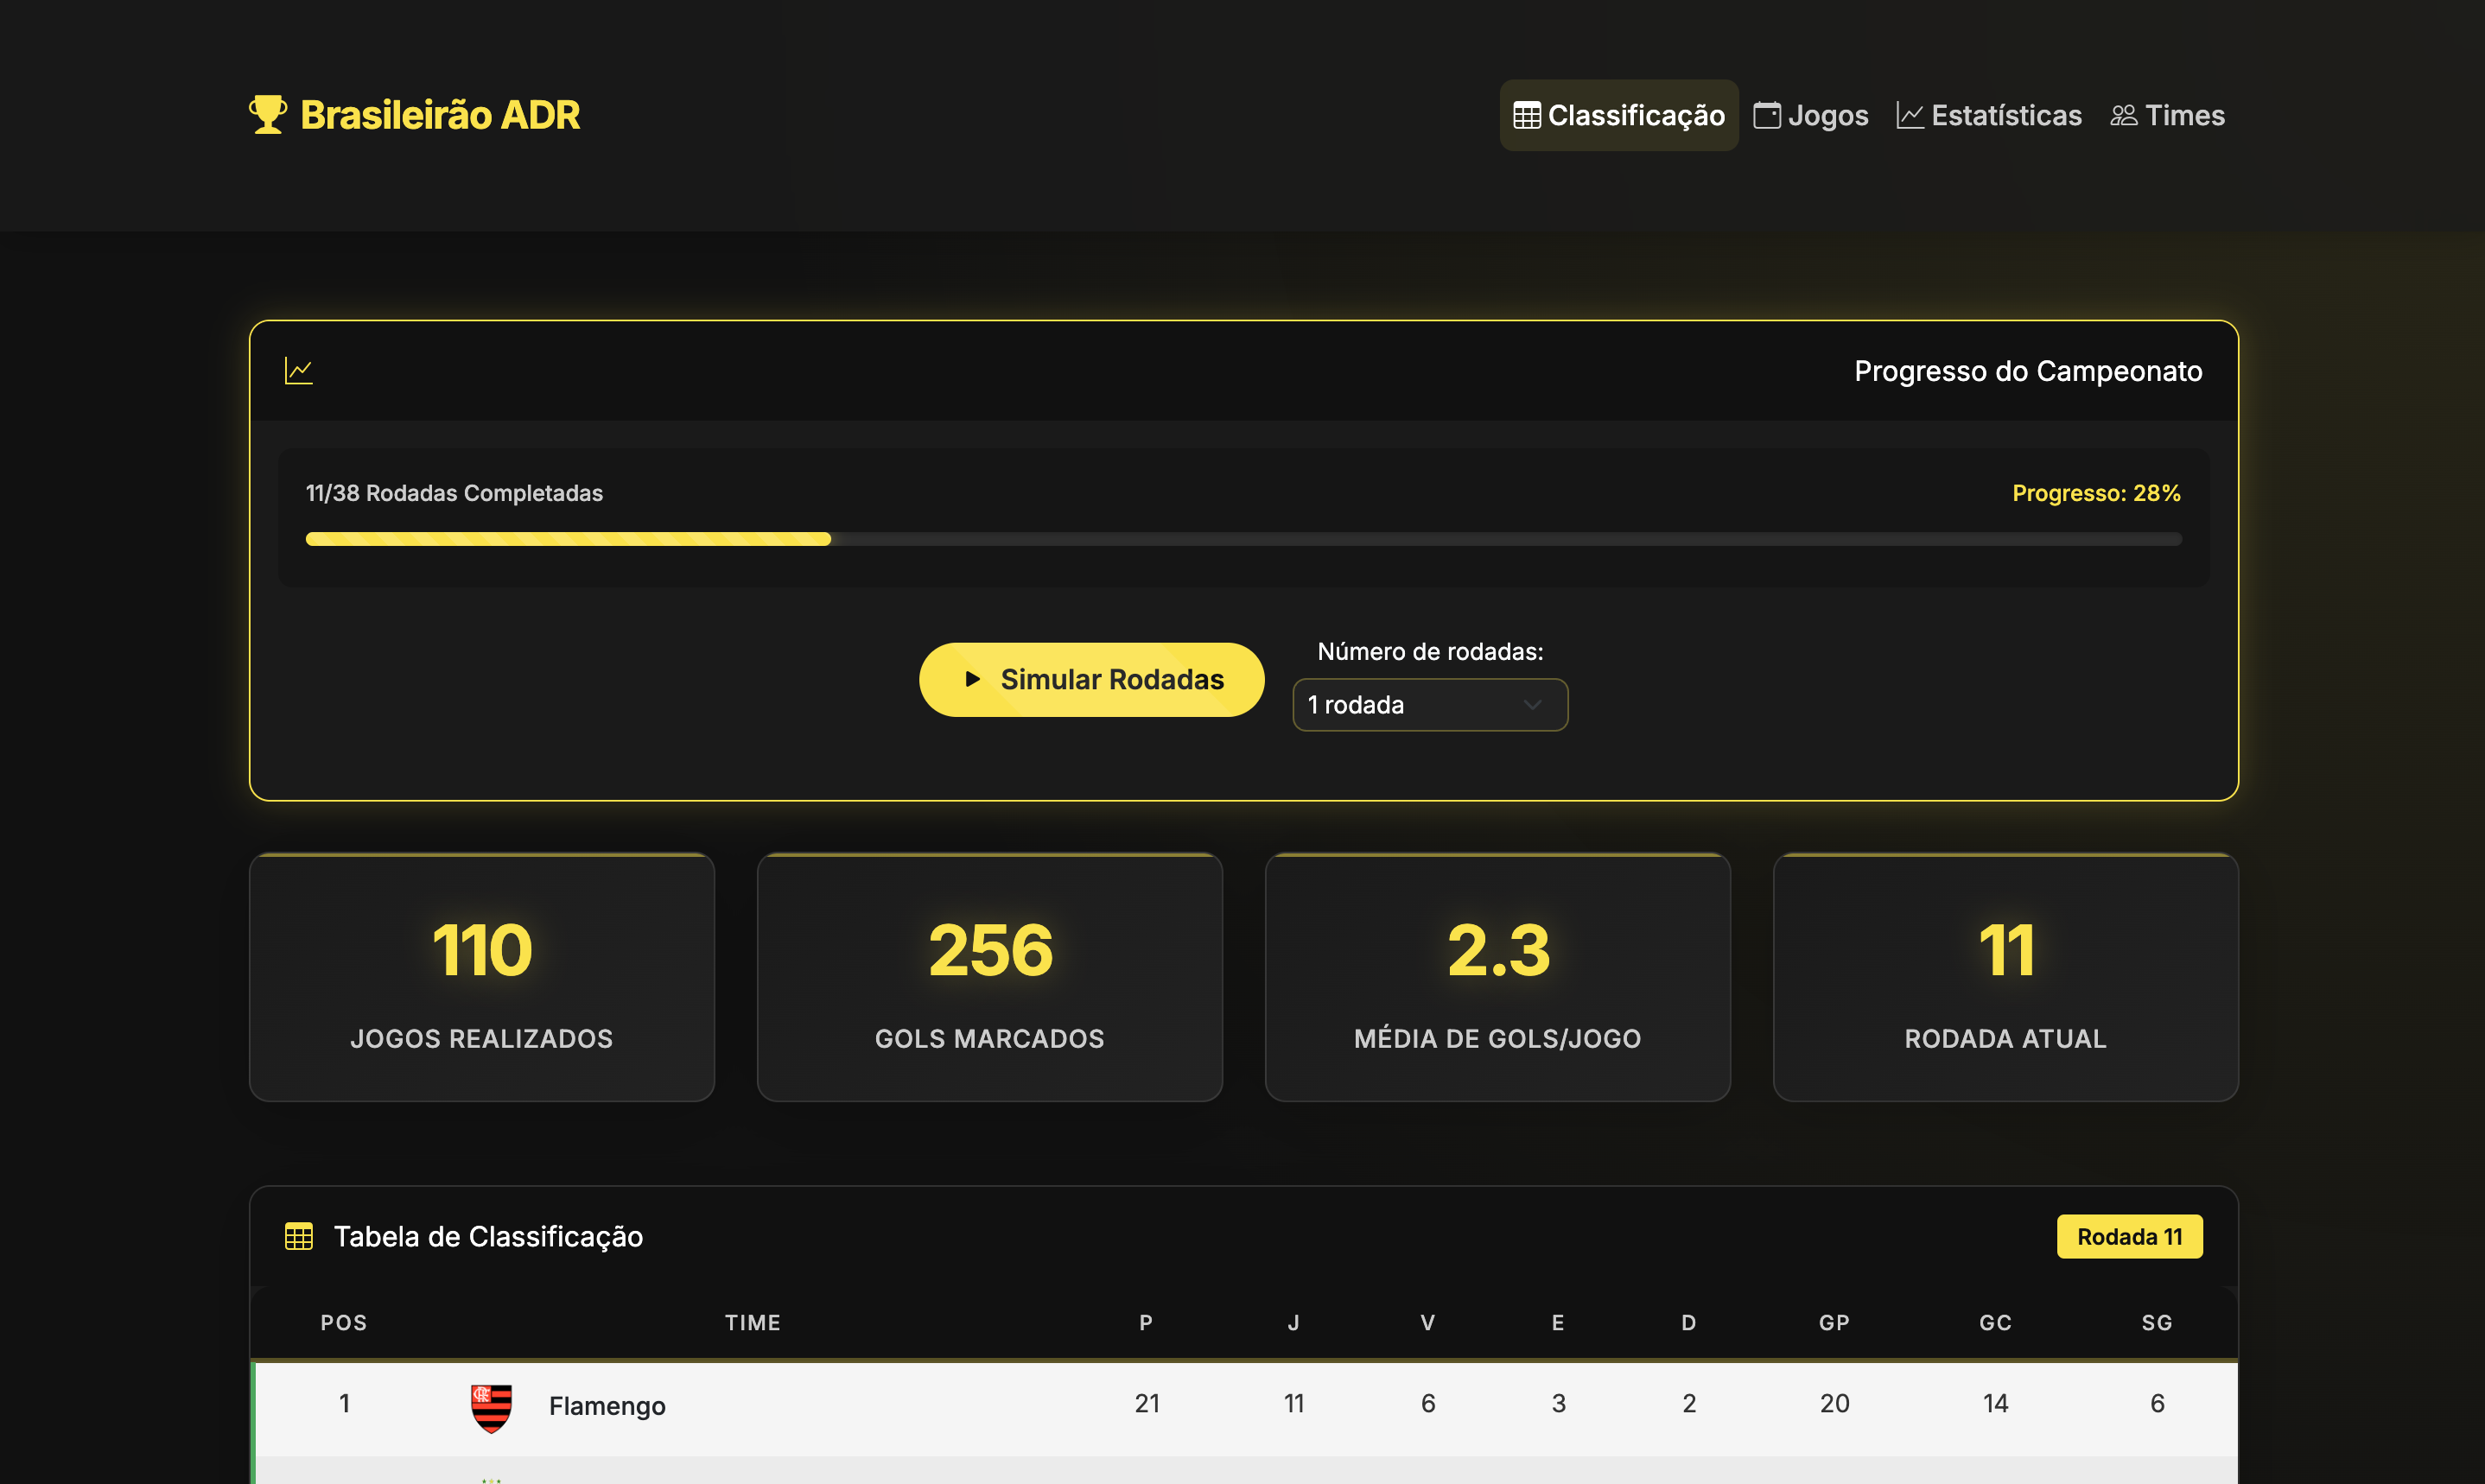 Brasileirão ADR
Classificação Jogos Estatísticas Times
Progresso do Campeonato
11/38 Rodadas Completadas Progresso: 28%
Número de rodadas:
Simular Rodadas
1 rodada
110 256 2.3 11
JOGOS REALIZADOS GOLS MARCADOS MÉDIA DE GOLS/JOGO RODADA ATUAL
Tabela de Classificação Rodada 11
POS TIME P J V E D GP GC SG
1 Flamengo 21 11 6 3 2 20 14 6